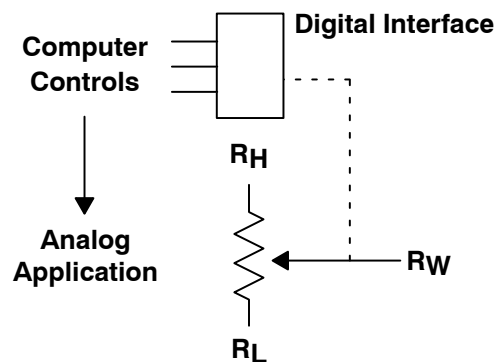 Digital Interface
Computer
Controls
RH
Analog
Application
RW
RL